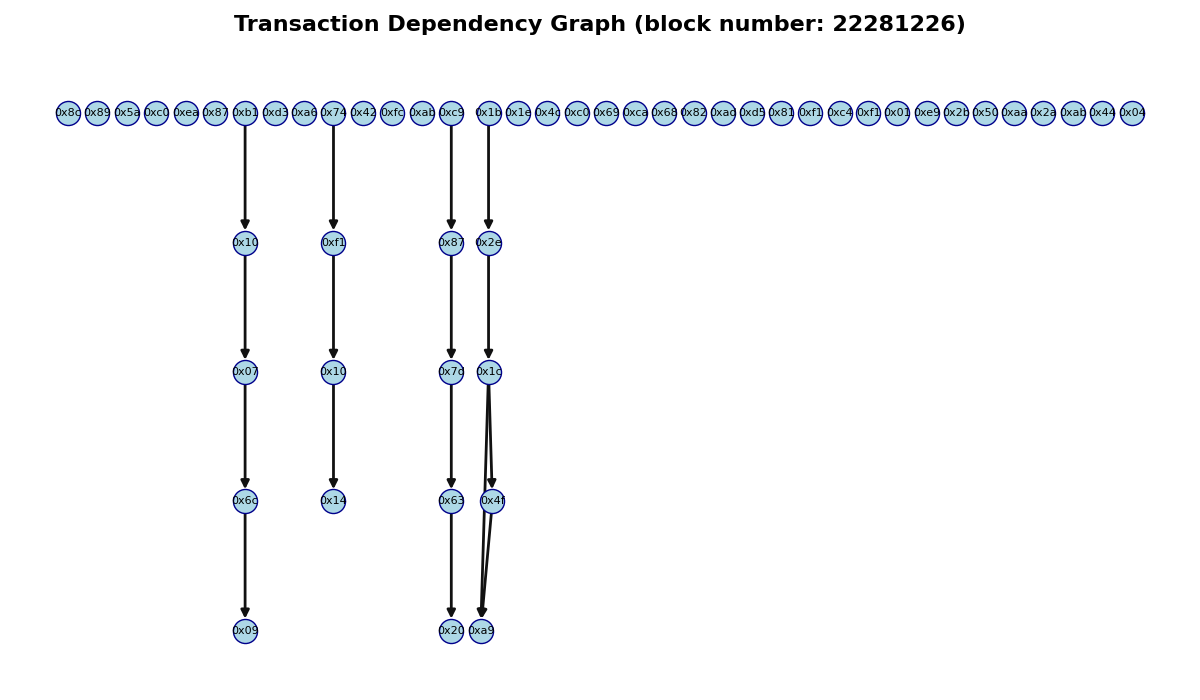 Transaction Dependency Graph (block number: 22281226)
0x8c 0x89 0x5a 0xc0 0xea 0x87 0xb1 0xd3 0xa6 0x74 0x42 0xfc 0xab 0xc9 0x1b 0x1e 0x4c 0xc0 0x69 0xca 0x68 0x82 0xad 0xd5 0x81 0xf1 0xc4 0xf1 0x01 0xe9 0x2b 0x50 0xaa 0x2a 0xab 0x44 0x04
0x10 0xf1 0x87 0x2e
0x07 0x10 0x7d 0x1c
0x6c 0x14 0x63 0x4f
0x09 0x20 0xa9